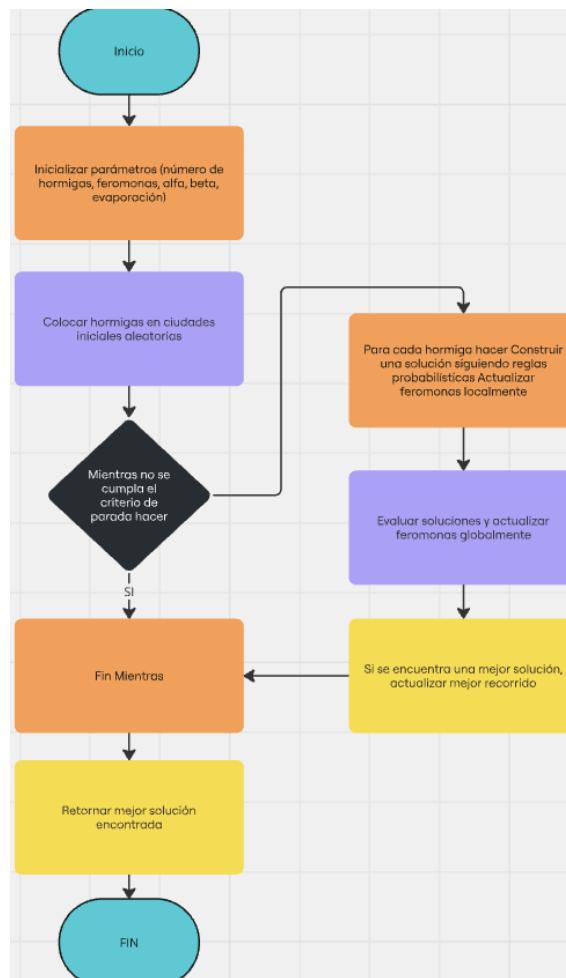 Inicio
Inicializar parámetros (número de
hormigas, feromonas, alfa, beta,
evaporación)
Colocar hormigas en ciudades
iniciales aleatorias
Mientras no se
cumpla el
criterio de
parada hacer
SI
Para cada hormiga hacer Construir
una solución siguiendo reglas
probabilísticas Actualizar
feromonas localmente
Evaluar soluciones y actualizar
feromonas globalmente
Si se encuentra una mejor solución,
actualizar mejor recorrido
Fin Mientras
Retornar mejor solución
encontrada
FIN